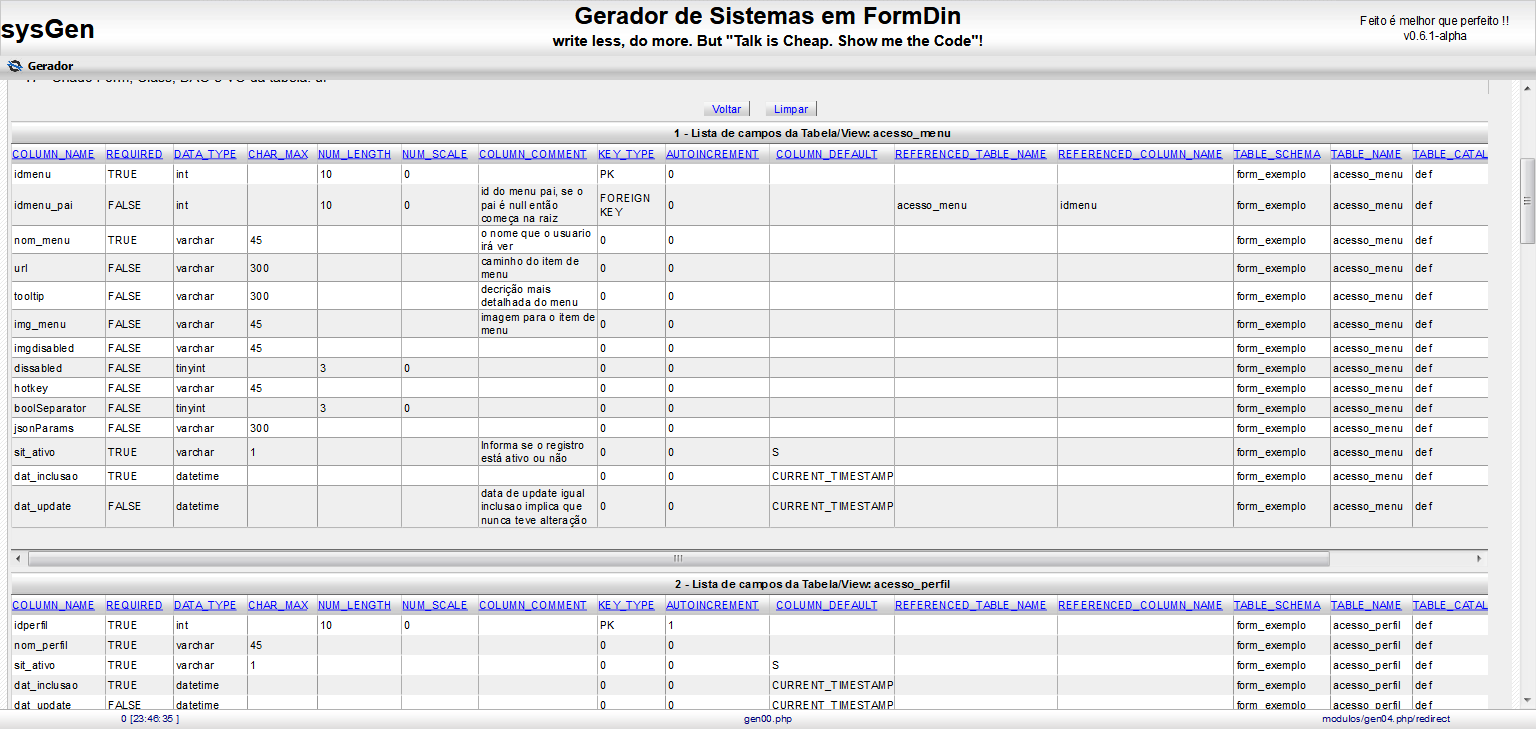 Gerador de Sistemas em FormDin
sysGen
write less, do more. But "Talk is Cheap. Show me the Code"!
Feito é melhor que perfeito !!
v0.6.1-alpha
Gerador
Voltar Limpar
1 - Lista de campos da Tabela/View: acesso_menu
COLUMN_NAME REQUIRED DATA_TYPE CHAR_MAX NUM_LENGTH NUM_SCALE COLUMN_COMMENT KEY_TYPE AUTOINCREMENT COLUMN_DEFAULT REFERENCED_TABLE_NAME REFERENCED_COLUMN_NAME TABLE_SCHEMA TABLE_NAME TABLE_CATAL
idmenu TRUE int 10 0 PK 0 form_exemplo acesso_menu def
idmenu_pai FALSE int 10 0 id do menu pai, se o pai é null então começa na raiz FOREIGN KEY 0 acesso_menu idmenu form_exemplo acesso_menu def
nom_menu TRUE varchar 45 o nome que o usuario irá ver 0 0 form_exemplo acesso_menu def
url FALSE varchar 300 caminho do item de menu 0 0 form_exemplo acesso_menu def
tooltip FALSE varchar 300 decrição mais detalhada do menu 0 0 form_exemplo acesso_menu def
img_menu FALSE varchar 45 imagem para o item de menu 0 0 form_exemplo acesso_menu def
imgdisabled FALSE varchar 45 0 0 form_exemplo acesso_menu def
dissabled FALSE tinyint 3 0 0 0 form_exemplo acesso_menu def
hotkey FALSE varchar 45 0 0 form_exemplo acesso_menu def
boolSeparator FALSE tinyint 3 0 0 0 form_exemplo acesso_menu def
jsonParams FALSE varchar 300 0 0 form_exemplo acesso_menu def
sit_ativo TRUE varchar 1 Informa se o registro está ativo ou não 0 0 S form_exemplo acesso_menu def
dat_inclusao TRUE datetime 0 0 CURRENT_TIMESTAMP form_exemplo acesso_menu def
dat_update FALSE datetime data de update igual inclusao implica que nunca teve alteração 0 0 CURRENT_TIMESTAMP form_exemplo acesso_menu def
2 - Lista de campos da Tabela/View: acesso_perfil
COLUMN_NAME REQUIRED DATA_TYPE CHAR_MAX NUM_LENGTH NUM_SCALE COLUMN_COMMENT KEY_TYPE AUTOINCREMENT COLUMN_DEFAULT REFERENCED_TABLE_NAME REFERENCED_COLUMN_NAME TABLE_SCHEMA TABLE_NAME TABLE_CATAL
idperfil TRUE int 10 0 PK 1 form_exemplo acesso_perfil def
nom_perfil TRUE varchar 45 0 0 form_exemplo acesso_perfil def
sit_ativo TRUE varchar 1 0 0 S form_exemplo acesso_perfil def
dat_inclusao TRUE datetime 0 0 CURRENT_TIMESTAMP form_exemplo acesso_perfil def
dat_update FALSE datetime 0 0 CURRENT_TIMESTAMP form_exemplo acesso_perfil def
0 [23:46:35 ] gen00.php modulos/gen04.php/redirect